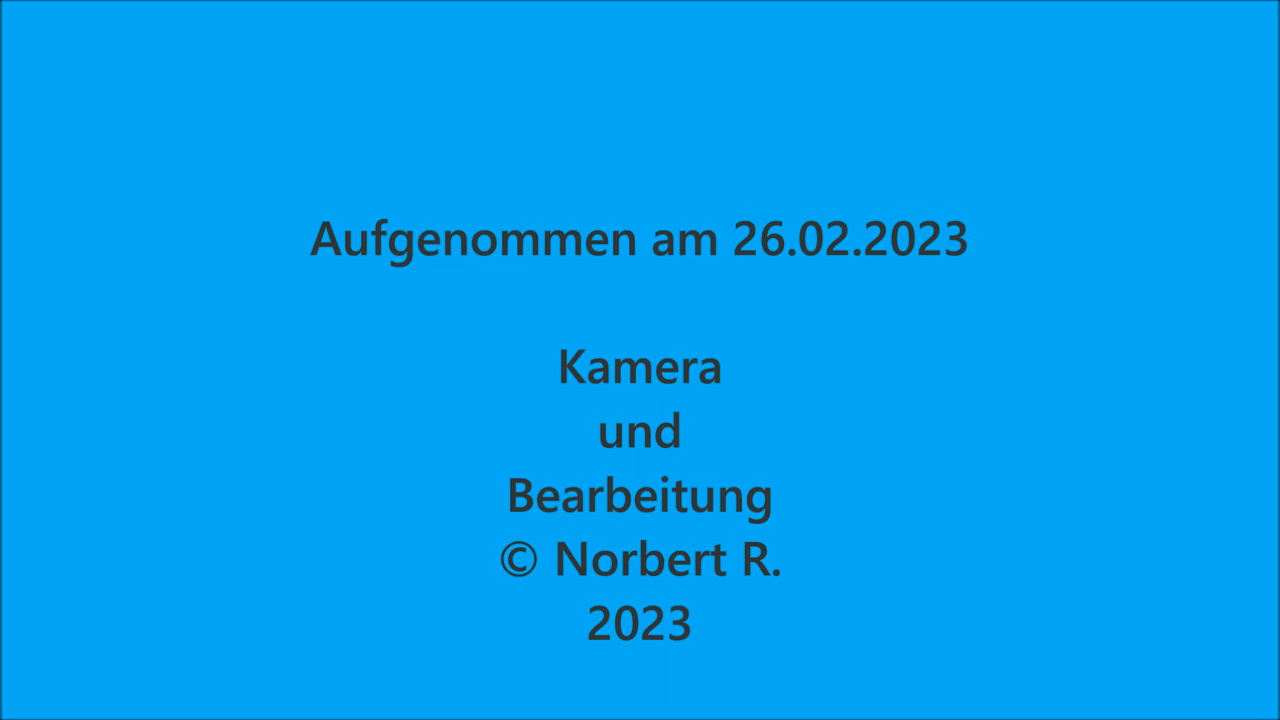 Aufgenommen am 26.02.2023
Kamera
und
Bearbeitung
© Norbert R.
2023